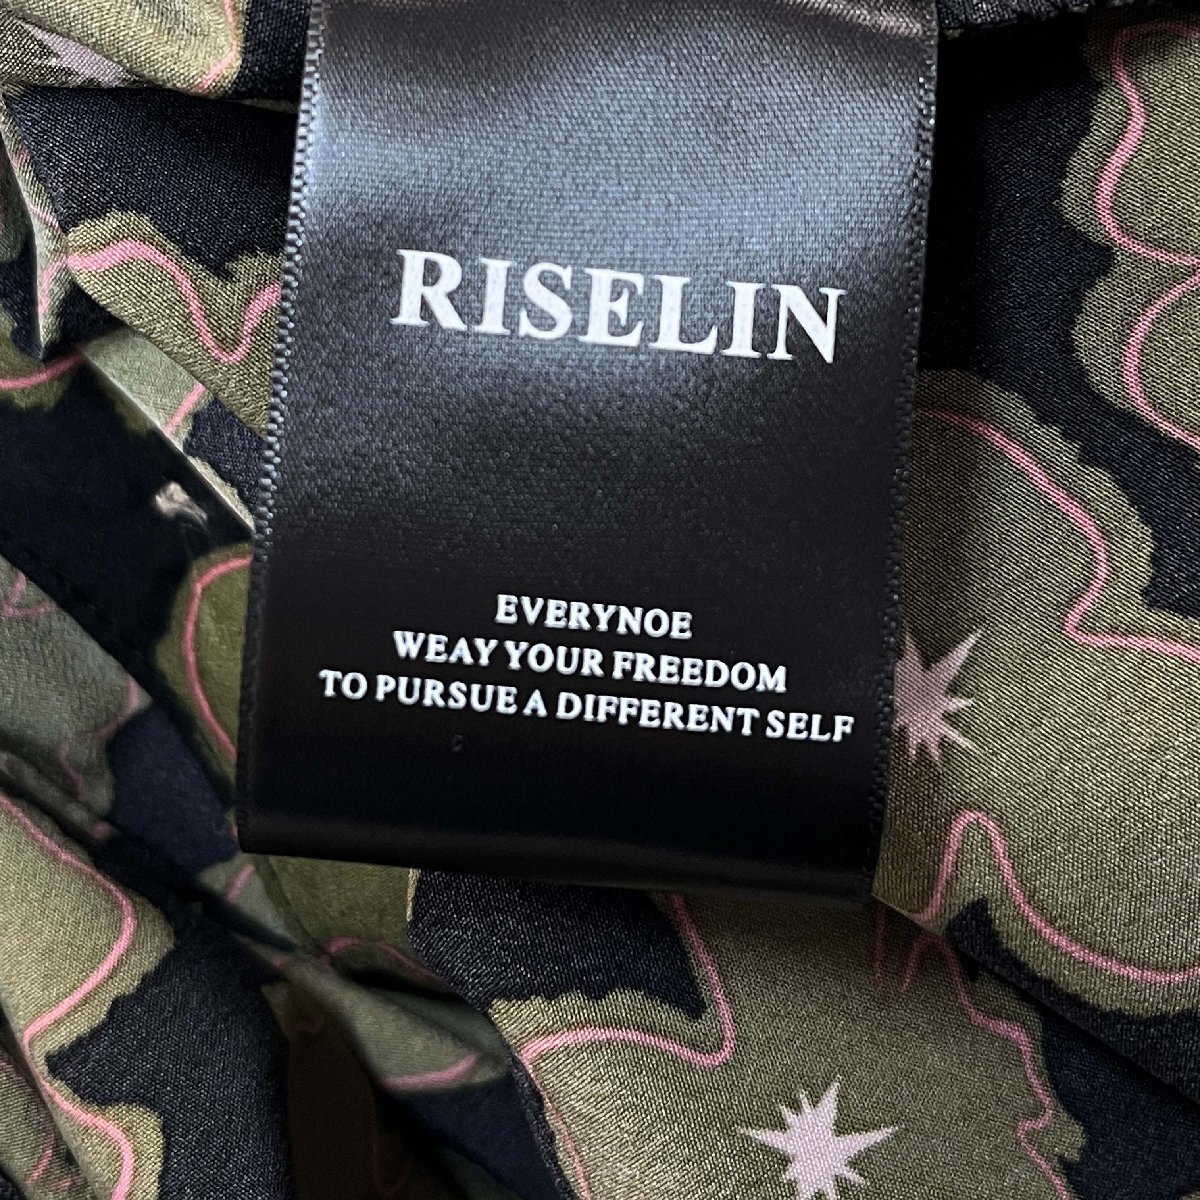 RISELIN
EVERYNOE
WEAY YOUR FREEDOM
TO PURSUE A DIFFERENT SELF